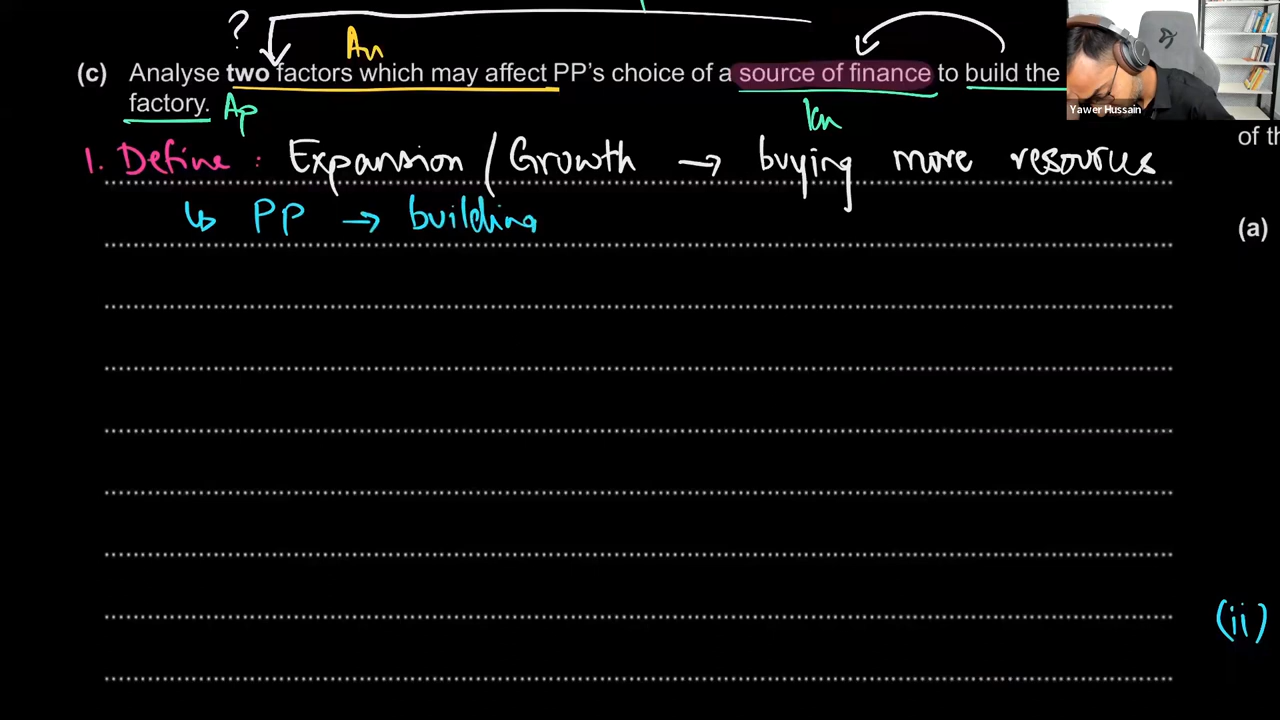 ?
An
(c) Analyse two factors which may affect PP's choice of a source of finance to build the
Yawer Hussain
factory. Ap
kn
of th
1. Define : Expansion / Growth → buying more resources
↳ PP → building
(a)
(ii)